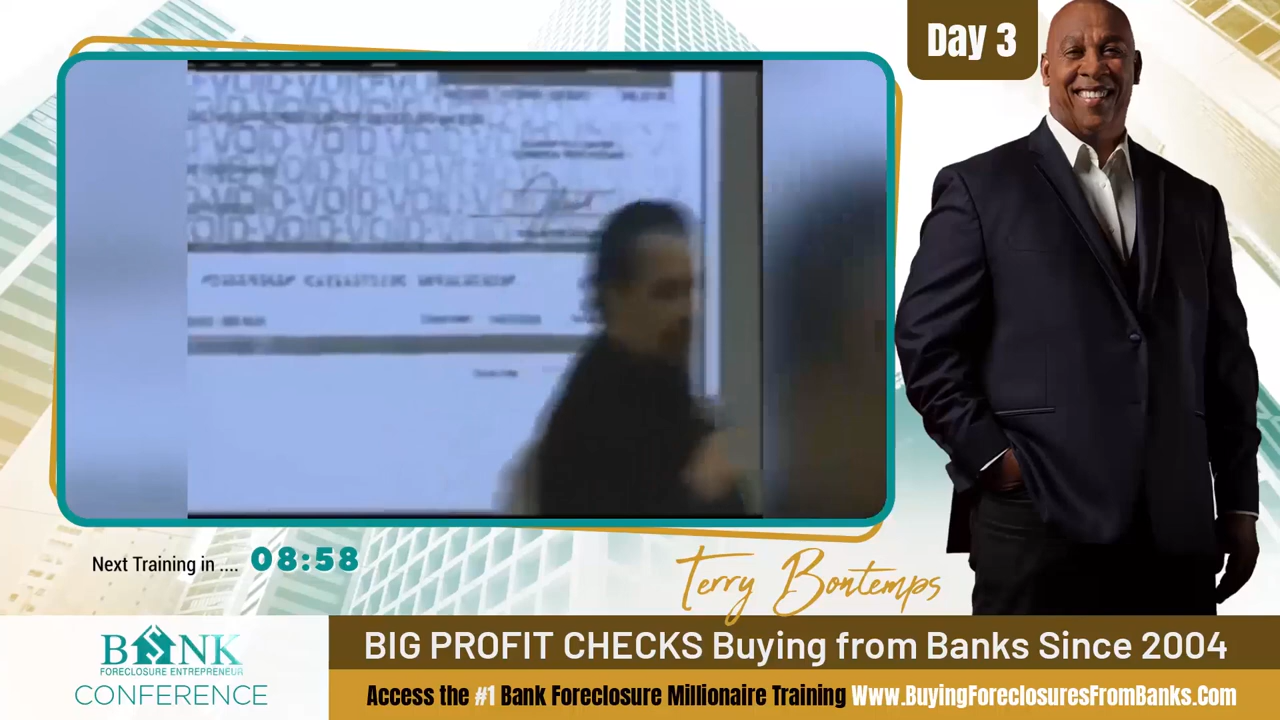 Day 3
VOID VOID VOID
Next Training in ....
08:58
Terry Bontemps
BANK
FORECLOSURE ENTREPRENEUR
CONFERENCE
BIG PROFIT CHECKS Buying from Banks Since 2004
Access the #1 Bank Foreclosure Millionaire Training Www.BuyingForeclosuresFromBanks.Com